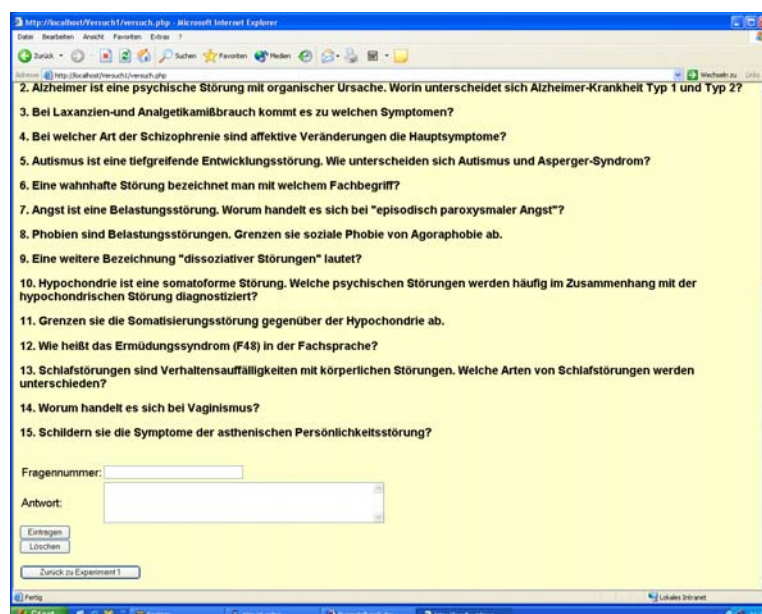 http://localhost/Versuch1/versuch.php - Microsoft Internet Explorer
Datei Bearbeiten Ansicht Favoriten Extras ?
Zurück Suchen Favoriten Medien
Adresse http://localhost/Versuch1/versuch.php Wechseln zu Links
2. Alzheimer ist eine psychische Störung mit organischer Ursache. Worin unterscheidet sich Alzheimer-Krankheit Typ 1 und Typ 2?
3. Bei Laxanzien-und Analgetikamißbrauch kommt es zu welchen Symptomen?
4. Bei welcher Art der Schizophrenie sind affektive Veränderungen die Hauptsymptome?
5. Autismus ist eine tiefgreifende Entwicklungsstörung. Wie unterscheiden sich Autismus und Asperger-Syndrom?
6. Eine wahnhafte Störung bezeichnet man mit welchem Fachbegriff?
7. Angst ist eine Belastungsstörung. Worum handelt es sich bei "episodisch paroxysmaler Angst"?
8. Phobien sind Belastungsstörungen. Grenzen sie soziale Phobie von Agoraphobie ab.
9. Eine weitere Bezeichnung "dissoziativer Störungen" lautet?
10. Hypochondrie ist eine somatoforme Störung. Welche psychischen Störungen werden häufig im Zusammenhang mit der
hypochondrischen Störung diagnostiziert?
11. Grenzen sie die Somatisierungsstörung gegenüber der Hypochondrie ab.
12. Wie heißt das Ermüdungssyndrom (F48) in der Fachsprache?
13. Schlafstörungen sind Verhaltensauffälligkeiten mit körperlichen Störungen. Welche Arten von Schlafstörungen werden
unterschieden?
14. Worum handelt es sich bei Vaginismus?
15. Schildern sie die Symptome der asthenischen Persönlichkeitsstörung?
Fragennummer:
Antwort:
Eintragen
Löschen
Zurück zu Experiment 1
Fertig Lokales Intranet
Start